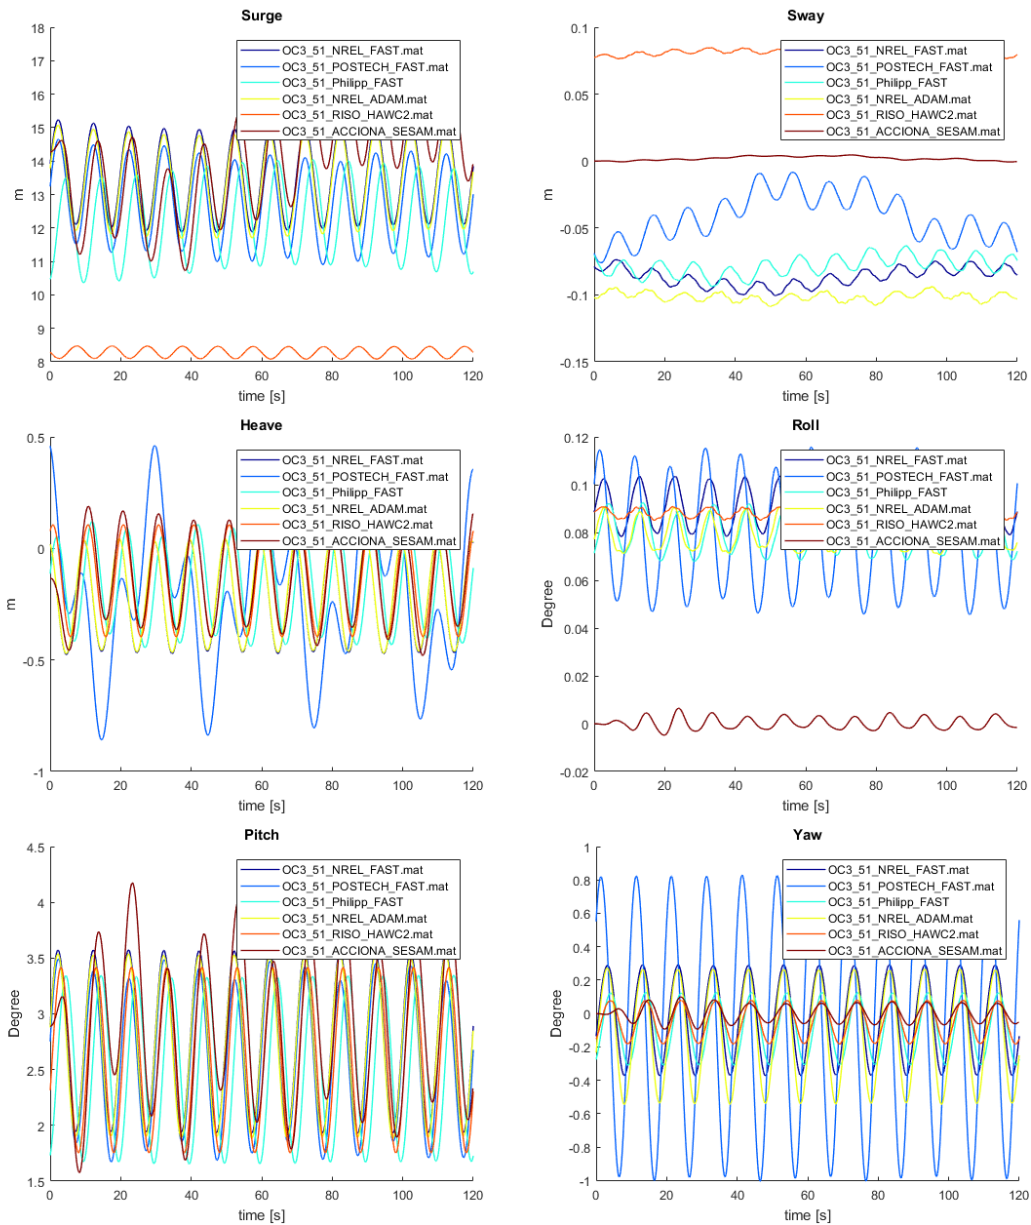 Surge
18
17
16
15
14
13
12
11
10
9
8
m
0
20
40
60
80
100
120
time [s]
OC3_51_NREL_FAST.mat
OC3_51_POSTECH_FAST.mat
OC3_51_Philipp_FAST
OC3_51_NREL_ADAM.mat
OC3_51_RISO_HAWC2.mat
OC3_51_ACCIONA_SESAM.mat
Sway
0.1
0.05
0
-0.05
-0.1
-0.15
m
0
20
40
60
80
100
120
time [s]
OC3_51_NREL_FAST.mat
OC3_51_POSTECH_FAST.mat
OC3_51_Philipp_FAST
OC3_51_NREL_ADAM.mat
OC3_51_RISO_HAWC2.mat
OC3_51_ACCIONA_SESAM.mat
Heave
0.5
0
-0.5
-1
m
0
20
40
60
80
100
120
time [s]
OC3_51_NREL_FAST.mat
OC3_51_POSTECH_FAST.mat
OC3_51_Philipp_FAST
OC3_51_NREL_ADAM.mat
OC3_51_RISO_HAWC2.mat
OC3_51_ACCIONA_SESAM.mat
Roll
0.12
0.10
0.08
0.06
0.04
0.02
0
-0.02
Degree
0
20
40
60
80
100
120
time [s]
OC3_51_NREL_FAST.mat
OC3_51_POSTECH_FAST.mat
OC3_51_Philipp_FAST
OC3_51_NREL_ADAM.mat
OC3_51_RISO_HAWC2.mat
OC3_51_ACCIONA_SESAM.mat
Pitch
4.5
4
3.5
3
2.5
2
1.5
Degree
0
20
40
60
80
100
120
time [s]
OC3_51_NREL_FAST.mat
OC3_51_POSTECH_FAST.mat
OC3_51_Philipp_FAST
OC3_51_NREL_ADAM.mat
OC3_51_RISO_HAWC2.mat
OC3_51_ACCIONA_SESAM.mat
Yaw
1
0.8
0.6
0.4
0.2
0
-0.2
-0.4
-0.6
-0.8
-1
Degree
0
20
40
60
80
100
120
time [s]
OC3_51_NREL_FAST.mat
OC3_51_POSTECH_FAST.mat
OC3_51_Philipp_FAST
OC3_51_NREL_ADAM.mat
OC3_51_RISO_HAWC2.mat
OC3_51_ACCIONA_SESAM.mat